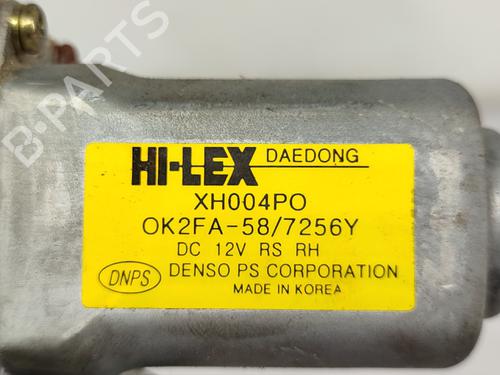 HI-LEX DAEDONG
XH004PO
OK2FA-58/7256Y
DC 12V RS RH
DNPS DENSO PS CORPORATION
MADE IN KOREA
B-PARTS